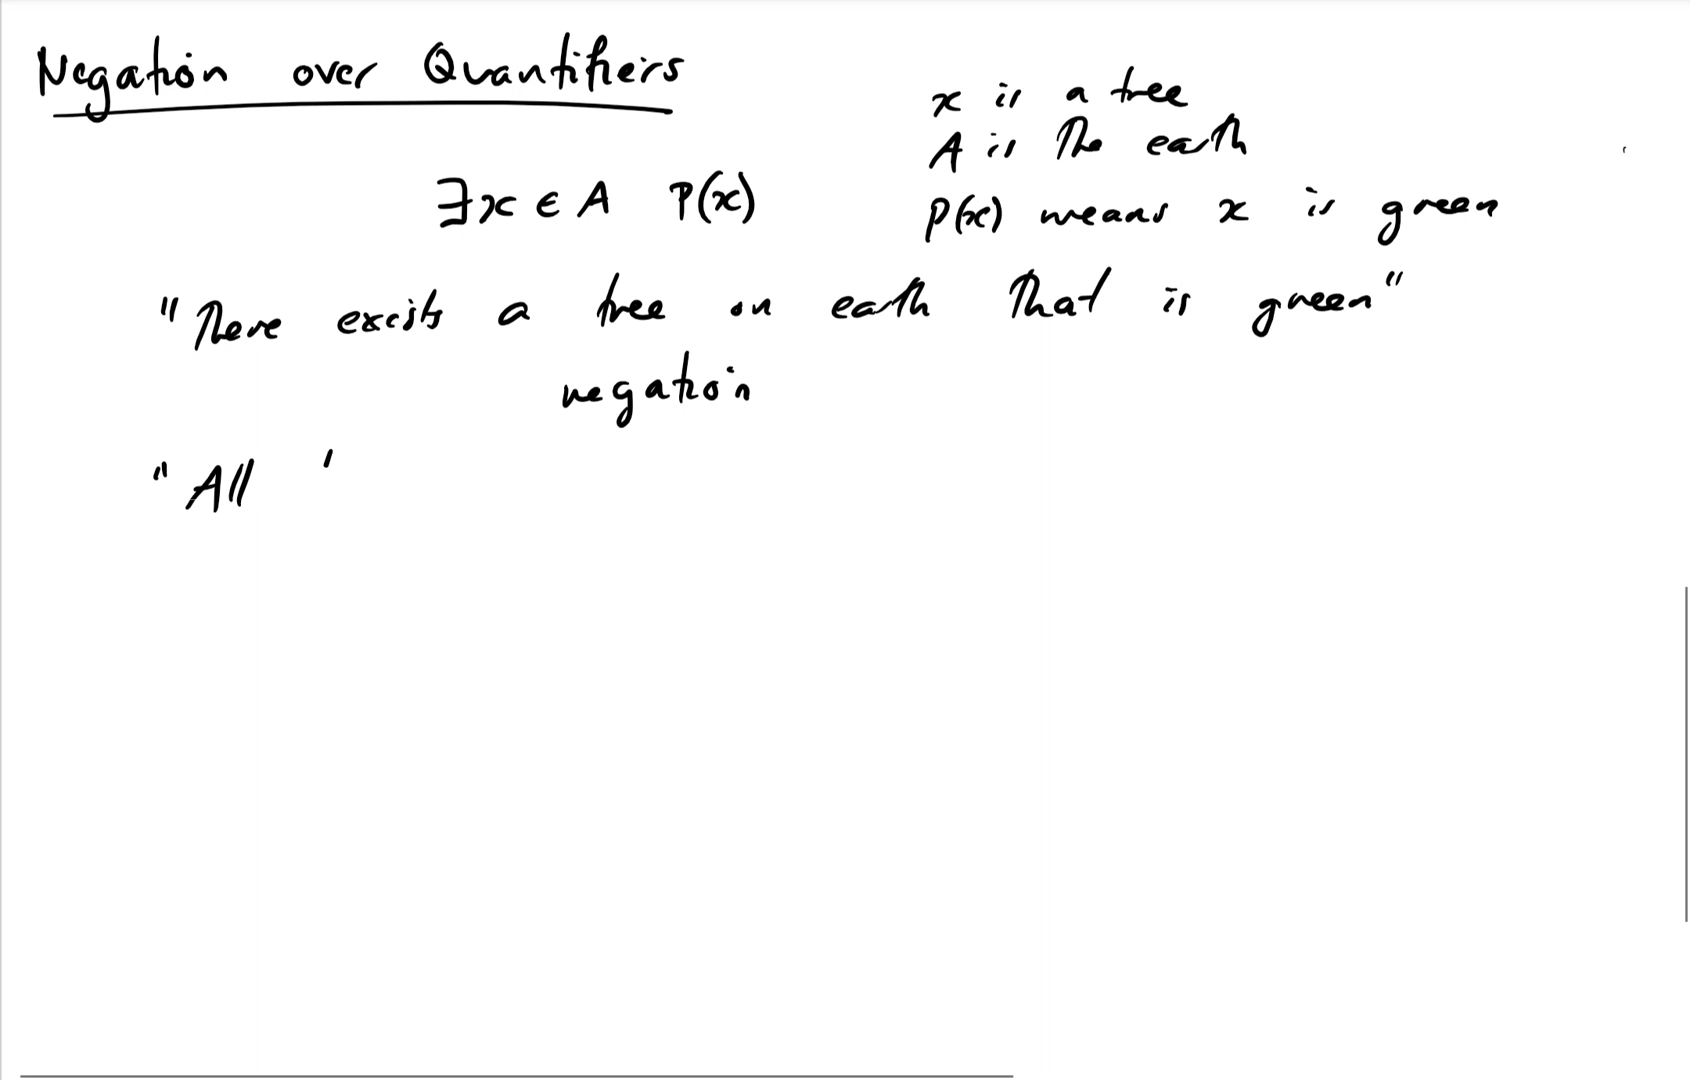 Negation over Quantifiers
x is a tree
A is the earth
∃x ∈ A P(x)
P(x) means x is green
"There excits a tree on earth that is green"
negation
"All '